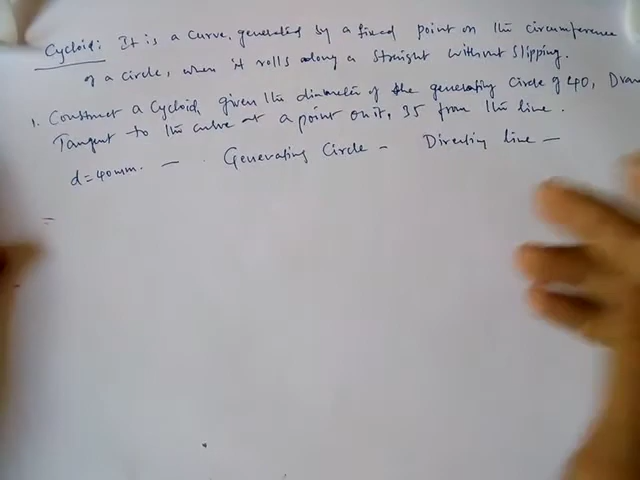 Cycloid: It is a curve, generated by a fixed point on the circumference
of a circle, when it rolls along a straight without slipping.
1. Construct a Cycloid, given the diameter of the generating circle of 40, Draw
Tangent to the curve at a point on it, 35 from the line.
d=40mm. — Generating Circle - Directing line —
=